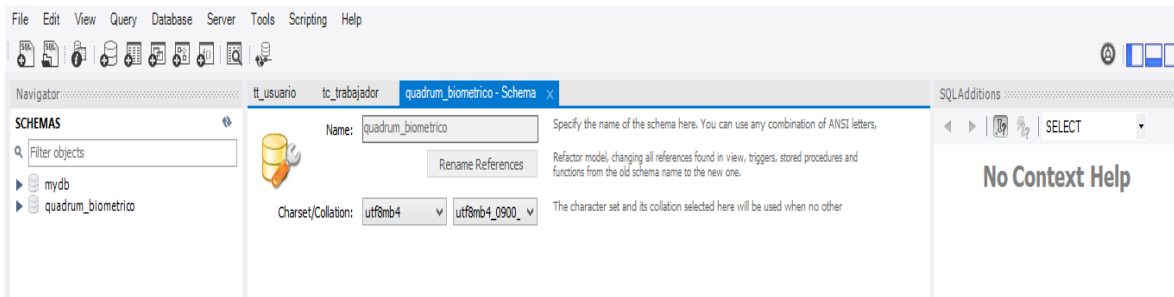 File Edit View Query Database Server Tools Scripting Help
Navigator
SCHEMAS
Filter objects
mydb
quadrum_biometrico
tt_usuario tc_trabajador quadrum_biometrico - Schema x
Name: quadrum_biometrico
Specify the name of the schema here. You can use any combination of ANSI letters,
Rename References
Refactor model, changing all references found in view, triggers, stored procedures and
functions from the old schema name to the new one.
Charset/Collation: utf8mb4 utf8mb4_0900_
The character set and its collation selected here will be used when no other
SQLAdditions
SELECT
No Context Help